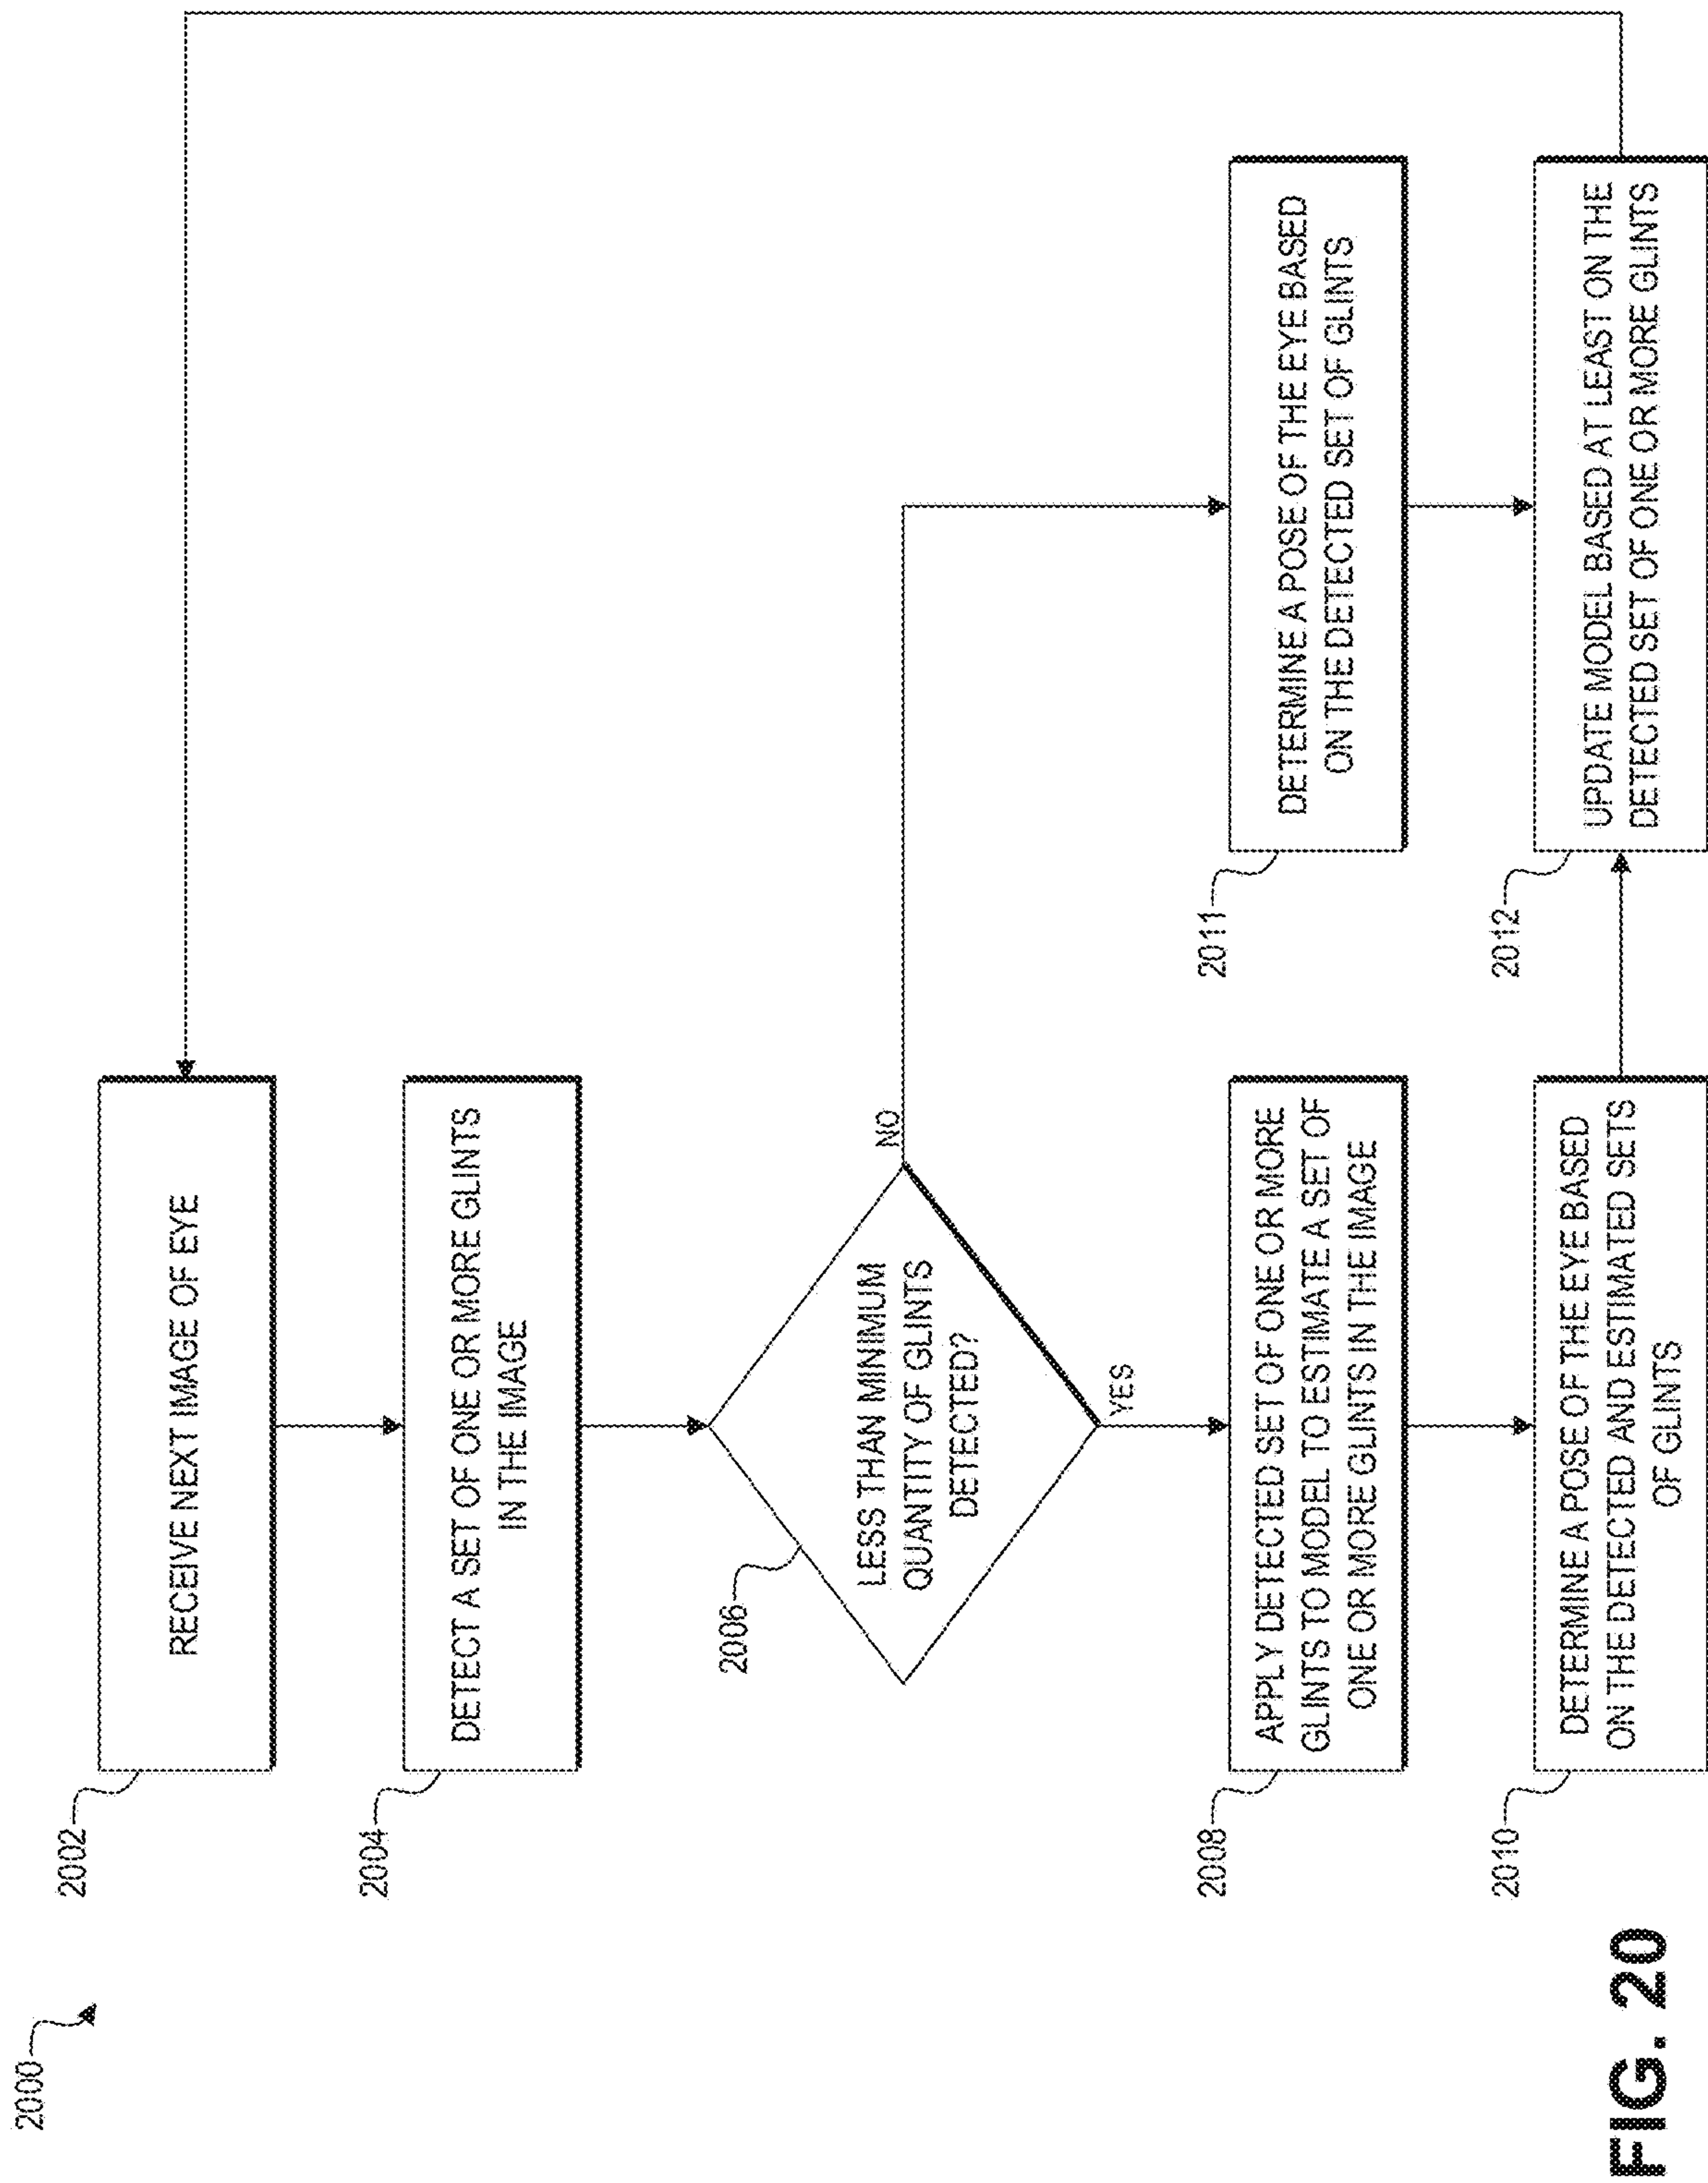 2000
2002
RECEIVE NEXT IMAGE OF EYE
2004
DETECT A SET OF ONE OR MORE GLINTS
IN THE IMAGE
2006
LESS THAN MINIMUM
QUANTITY OF GLINTS
DETECTED?
NO
YES
2008
APPLY DETECTED SET OF ONE OR MORE
GLINTS TO MODEL TO ESTIMATE A SET OF
ONE OR MORE GLINTS IN THE IMAGE
2011
DETERMINE A POSE OF THE EYE BASED
ON THE DETECTED SET OF GLINTS
2010
DETERMINE A POSE OF THE EYE BASED
ON THE DETECTED AND ESTIMATED SETS
OF GLINTS
2012
UPDATE MODEL BASED AT LEAST ON THE
DETECTED SET OF ONE OR MORE GLINTS
FIG. 20